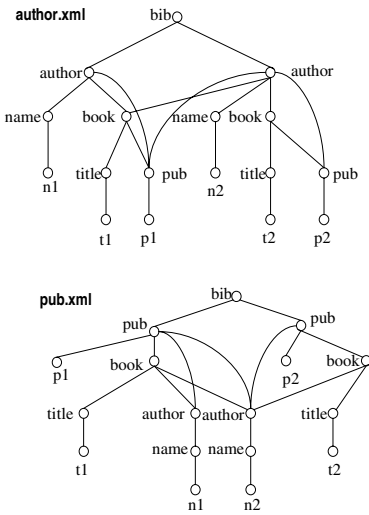 author.xml
bib
author author
name book name book
n1 title pub n2 title pub
t1 p1 t2 p2
pub.xml
bib
pub pub
p1 book p2 book
title author author title
t1 name name t2
n1 n2